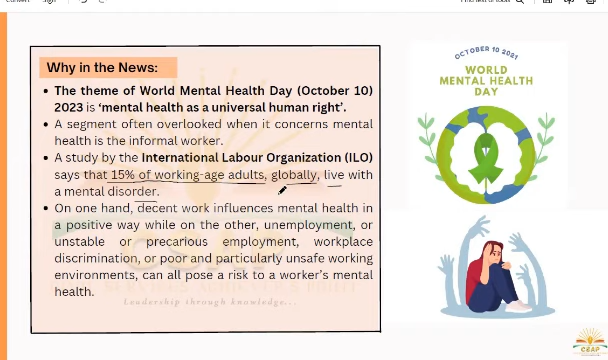 Why in the News:
• The theme of World Mental Health Day (October 10)
2023 is ‘mental health as a universal human right’.
• A segment often overlooked when it concerns mental
health is the informal worker.
• A study by the International Labour Organization (ILO)
says that 15% of working-age adults, globally, live with
a mental disorder.
• On one hand, decent work influences mental health in
a positive way while on the other, unemployment, or
unstable or precarious employment, workplace
discrimination, or poor and particularly unsafe working
environments, can all pose a risk to a worker’s mental
health.
Leadership through knowledge...
OCTOBER 10 2021
WORLD
MENTAL HEALTH
DAY
CSAP